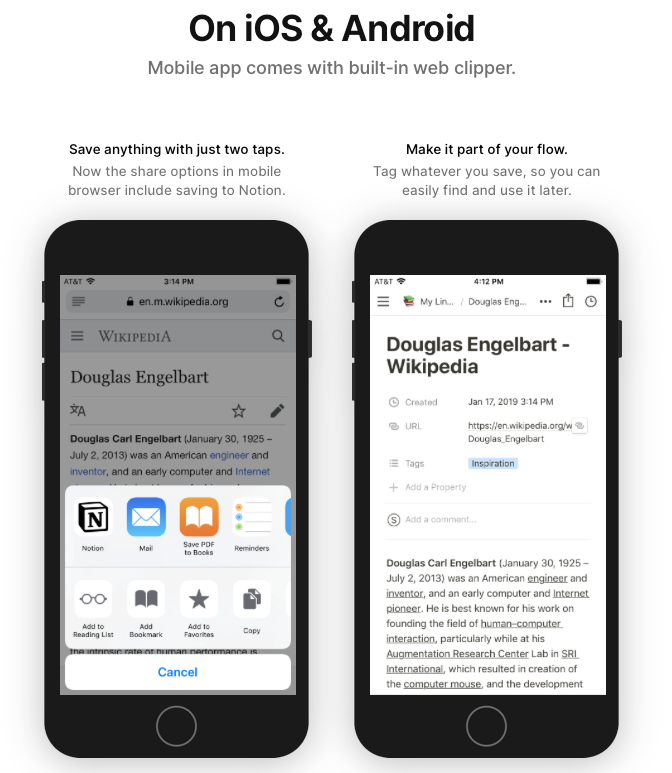 On iOS & Android
Mobile app comes with built-in web clipper.
Save anything with just two taps.
Now the share options in mobile
browser include saving to Notion.
AT&T
3:14 PM
en.m.wikipedia.org
WIKIPEDIA
Douglas Engelbart
Douglas Carl Engelbart (January 30, 1925 –
July 2, 2013) was an American engineer and
inventor, and an early computer and Internet
Notion
Mail
Save PDF
to Books
Reminders
Add to
Reading List
Add
Bookmark
Add to
Favorites
Copy
the intrinsic rate of human performance is
Cancel
Make it part of your flow.
Tag whatever you save, so you can
easily find and use it later.
AT&T
4:12 PM
My Lin... / Douglas Eng...
Douglas Engelbart -
Wikipedia
Created
Jan 17, 2019 3:14 PM
URL
https://en.wikipedia.org/w
Douglas_Engelbart
Tags
Inspiration
Add a Property
S
Add a comment...
Douglas Carl Engelbart (January 30, 1925 –
July 2, 2013) was an American engineer and
inventor, and an early computer and Internet
pioneer. He is best known for his work on
founding the field of human–computer
interaction, particularly while at his
Augmentation Research Center Lab in SRI
International, which resulted in creation of
the computer mouse, and the development